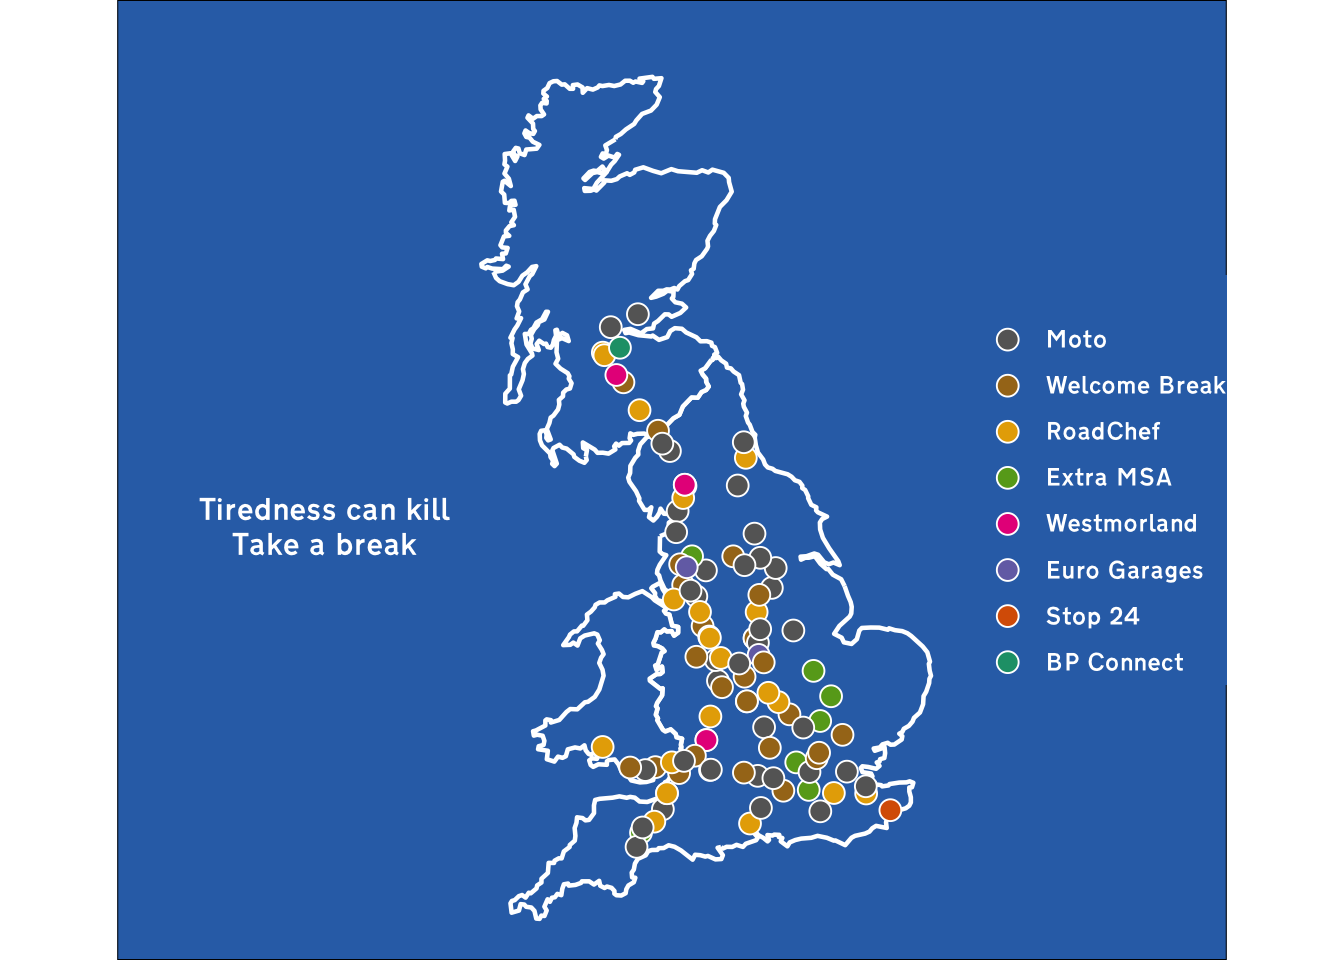 Tiredness can kill
Take a break
Moto
Welcome Break
RoadChef
Extra MSA
Westmorland
Euro Garages
Stop 24
BP Connect